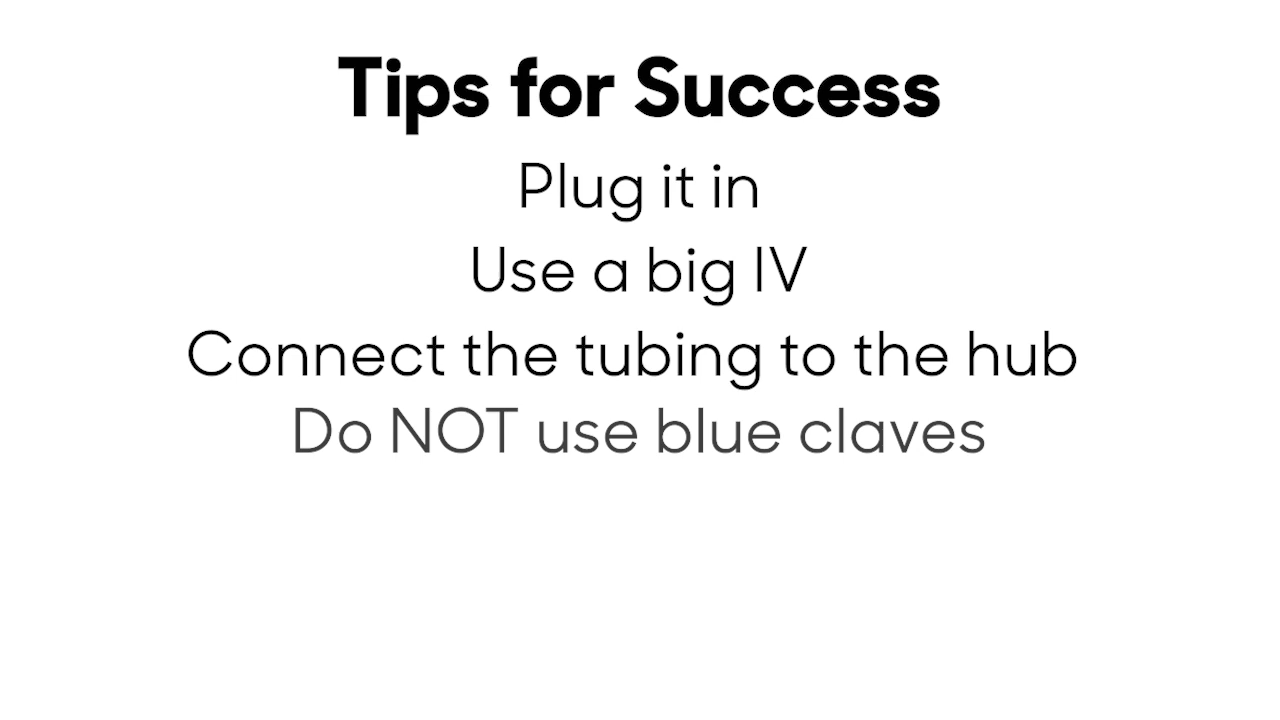 Tips for Success
Plug it in
Use a big IV
Connect the tubing to the hub
Do NOT use blue claves